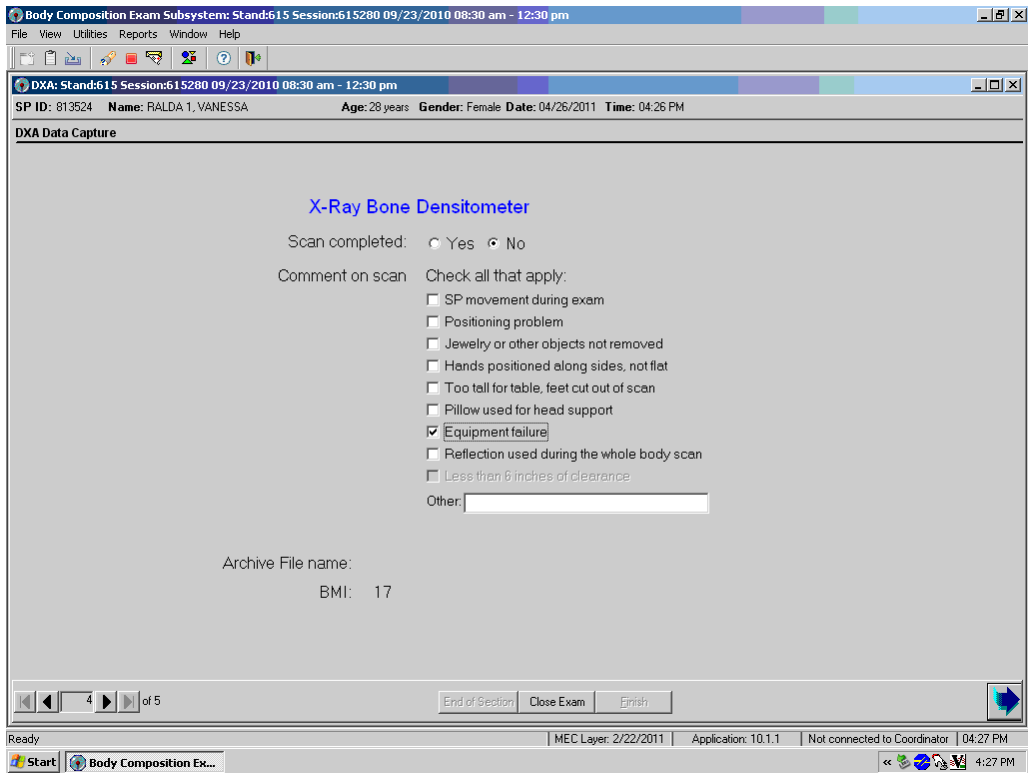 Body Composition Exam Subsystem: Stand:615 Session:615280 09/23/2010 08:30 am - 12:30 pm
File View Utilities Reports Window Help
DXA: Stand:615 Session:615280 09/23/2010 08:30 am - 12:30 pm
SP ID: 813524 Name: RALDA 1, VANESSA Age: 28 years Gender: Female Date: 04/26/2011 Time: 04:26 PM
DXA Data Capture
X-Ray Bone Densitometer
Scan completed: Yes No
Comment on scan Check all that apply:
SP movement during exam
Positioning problem
Jewelry or other objects not removed
Hands positioned along sides, not flat
Too tall for table, feet cut out of scan
Pillow used for head support
Equipment failure
Reflection used during the whole body scan
Less than 6 inches of clearance
Other:
Archive File name:
BMI: 17
4 of 5 End of Section Close Exam Finish
Ready MEC Layer: 2/22/2011 Application: 10.1.1 Not connected to Coordinator 04:27 PM
Start Body Composition Ex... « 4:27 PM